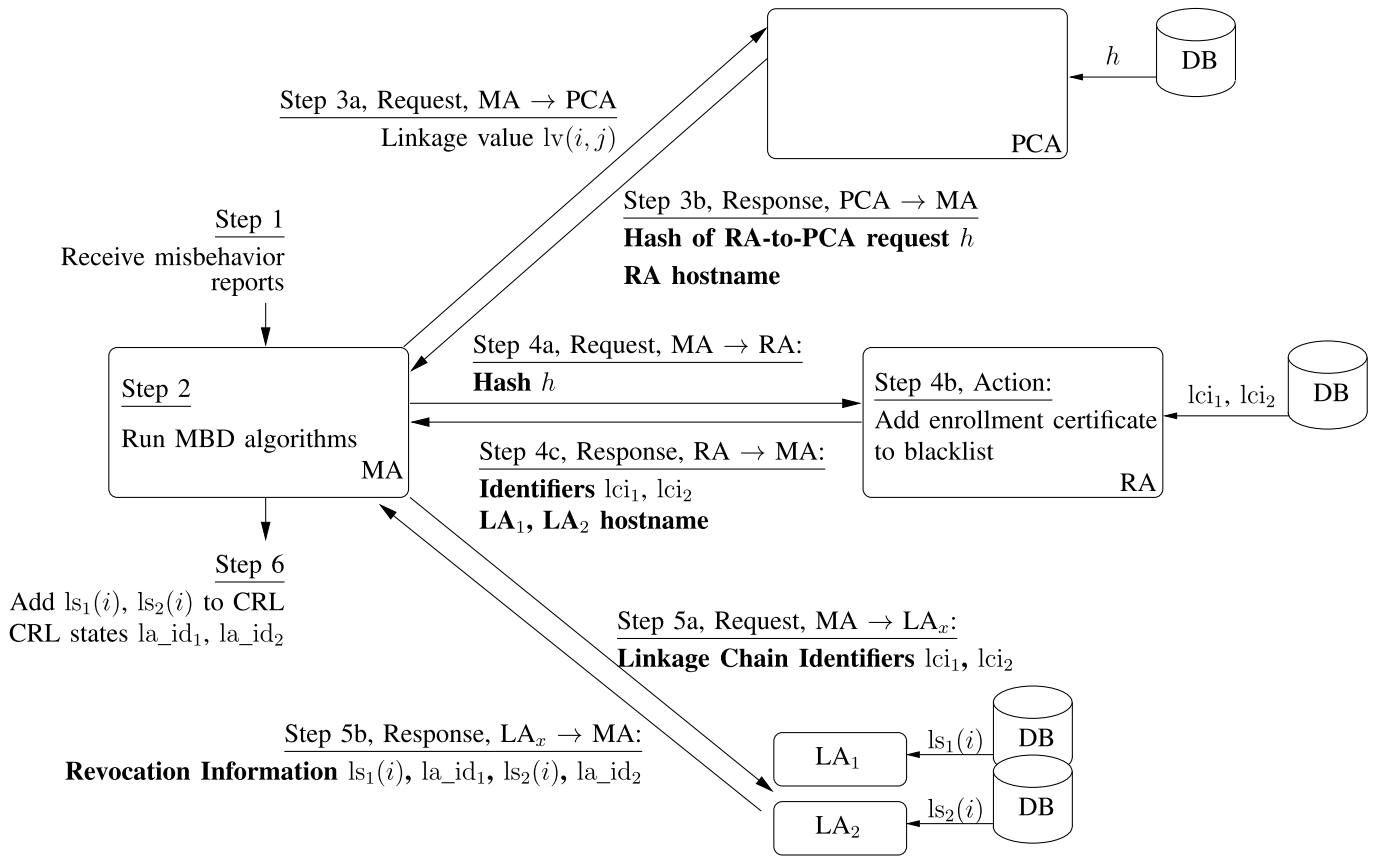 h
DB
PCA
Step 3a, Request, MA → PCA
Linkage value lv(i, j)
Step 3b, Response, PCA → MA
Hash of RA-to-PCA request h
RA hostname
Step 1
Receive misbehavior
reports
Step 2
Run MBD algorithms
MA
Step 4a, Request, MA → RA:
Hash h
Step 4b, Action:
Add enrollment certificate
to blacklist
RA
lci₁, lci₂
DB
Step 4c, Response, RA → MA:
Identifiers lci₁, lci₂
LA₁, LA₂ hostname
Step 6
Add ls₁(i), ls₂(i) to CRL
CRL states la_id₁, la_id₂
Step 5a, Request, MA → LAₓ:
Linkage Chain Identifiers lci₁, lci₂
Step 5b, Response, LAₓ → MA:
Revocation Information ls₁(i), la_id₁, ls₂(i), la_id₂
LA₁
ls₁(i)
DB
LA₂
ls₂(i)
DB